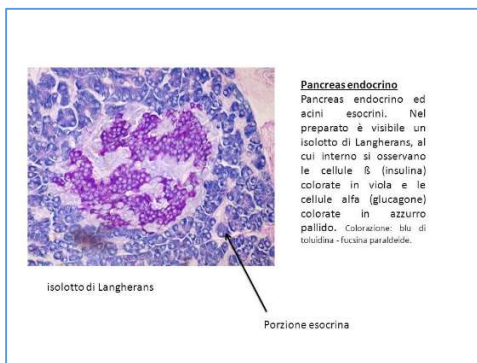 Pancreas endocrino
Pancreas endocrino ed
acini esocrini. Nel
preparato è visibile un
isolotto di Langherans, al
cui interno si osservano
le cellule ß (insulina)
colorate in viola e le
cellule alfa (glucagone)
colorate in azzurro
pallido. Colorazione: blu di
toluidina - fucsina paraldeide.
isolotto di Langherans
Porzione esocrina